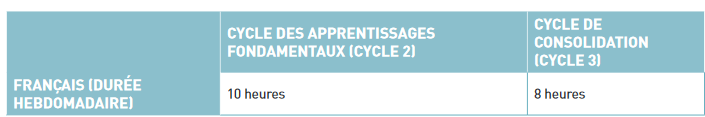 CYCLE DES APPRENTISSAGES
FONDAMENTAUX (CYCLE 2)
CYCLE DE
CONSOLIDATION
(CYCLE 3)
FRANÇAIS (DURÉE
HEBDOMADAIRE)
10 heures
8 heures